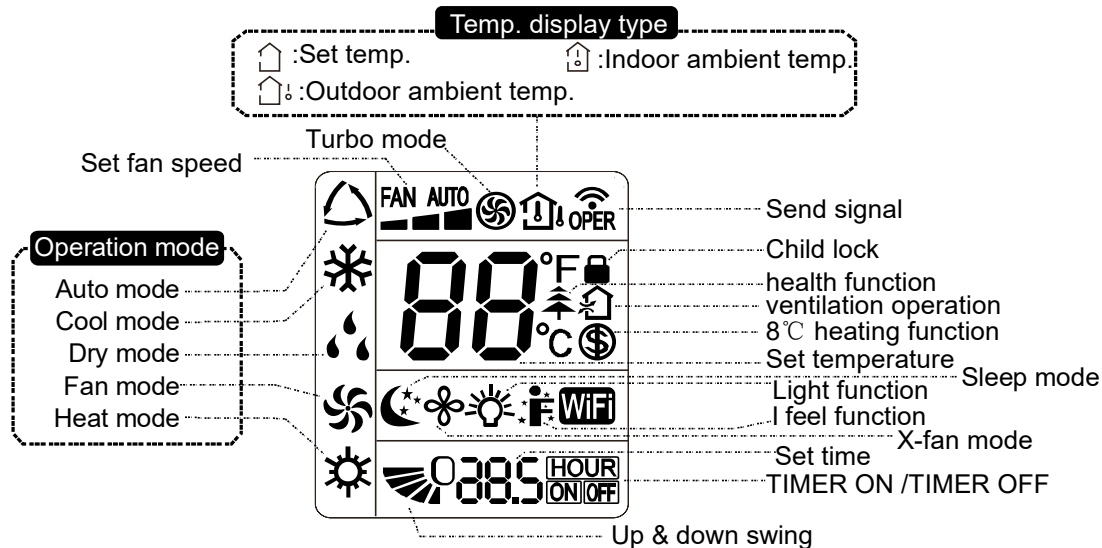 Temp. display type
:Set temp.
:Indoor ambient temp.
:Outdoor ambient temp.
Turbo mode
Set fan speed
FAN AUTO
OPER
Send signal
Operation mode
Auto mode
Cool mode
Dry mode
Fan mode
Heat mode
88
°F
°C
Child lock
health function
ventilation operation
8℃ heating function
Set temperature
Sleep mode
Light function
I feel function
X-fan mode
WiFi
Set time
038.5
HOUR
ON OFF
TIMER ON /TIMER OFF
Up & down swing